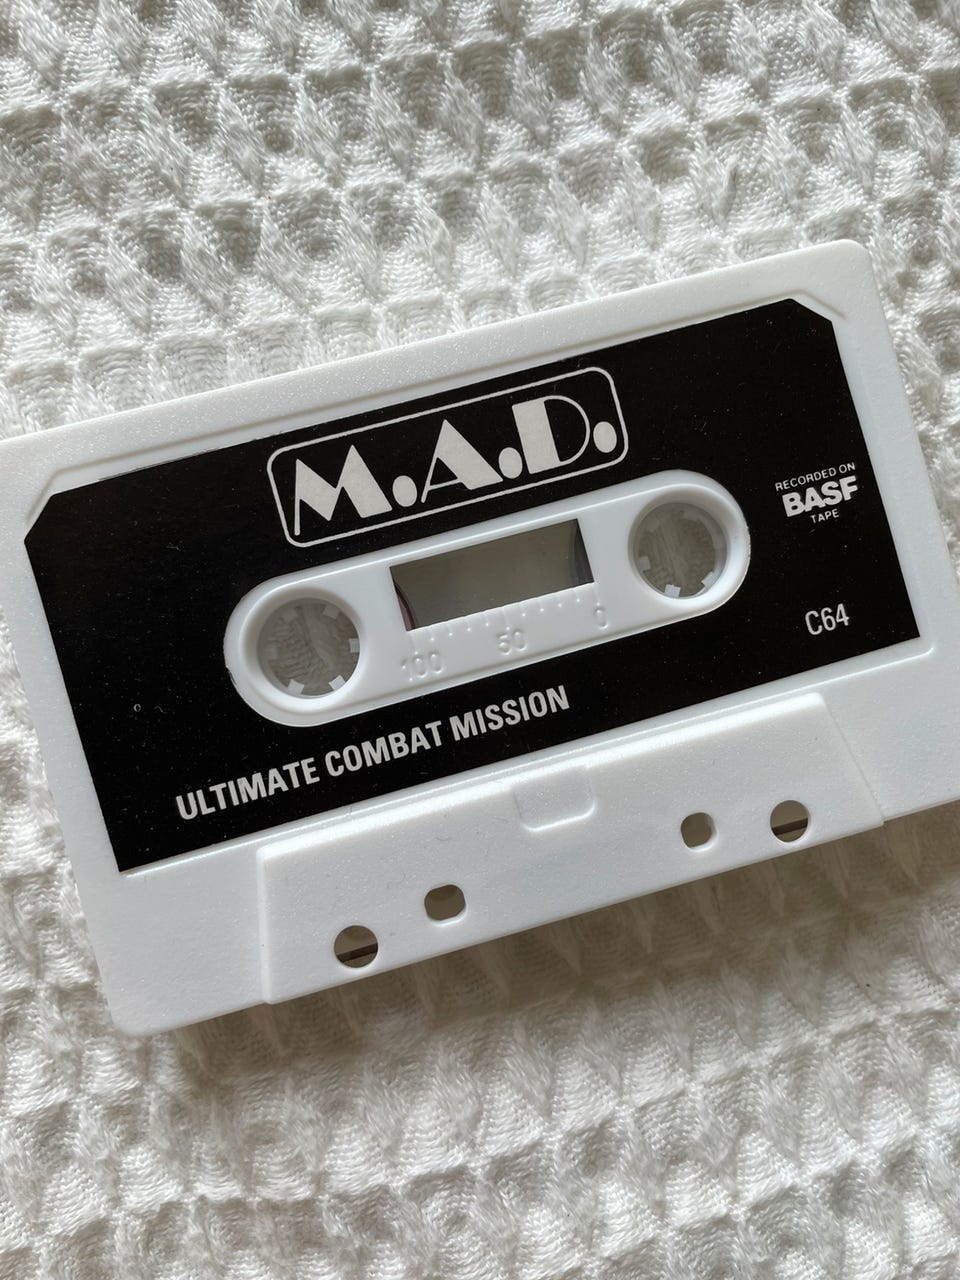 M.A.D.
RECORDED ON
BASF
TAPE
100 50 0
C64
ULTIMATE COMBAT MISSION